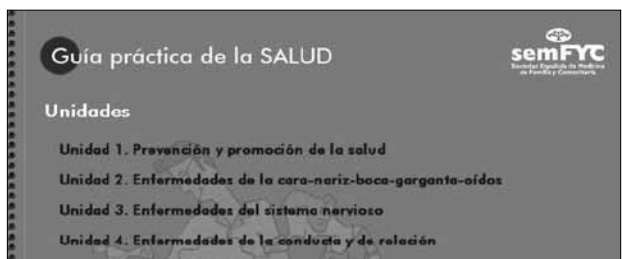 Guía práctica de la SALUD
semFYC
Sociedad Española de Medicina
de Familia y Comunitaria
Unidades
Unidad 1. Prevención y promoción de la salud
Unidad 2. Enfermedades de la cara-nariz-boca-garganta-oídos
Unidad 3. Enfermedades del sistema nervioso
Unidad 4. Enfermedades de la conducta y de relación